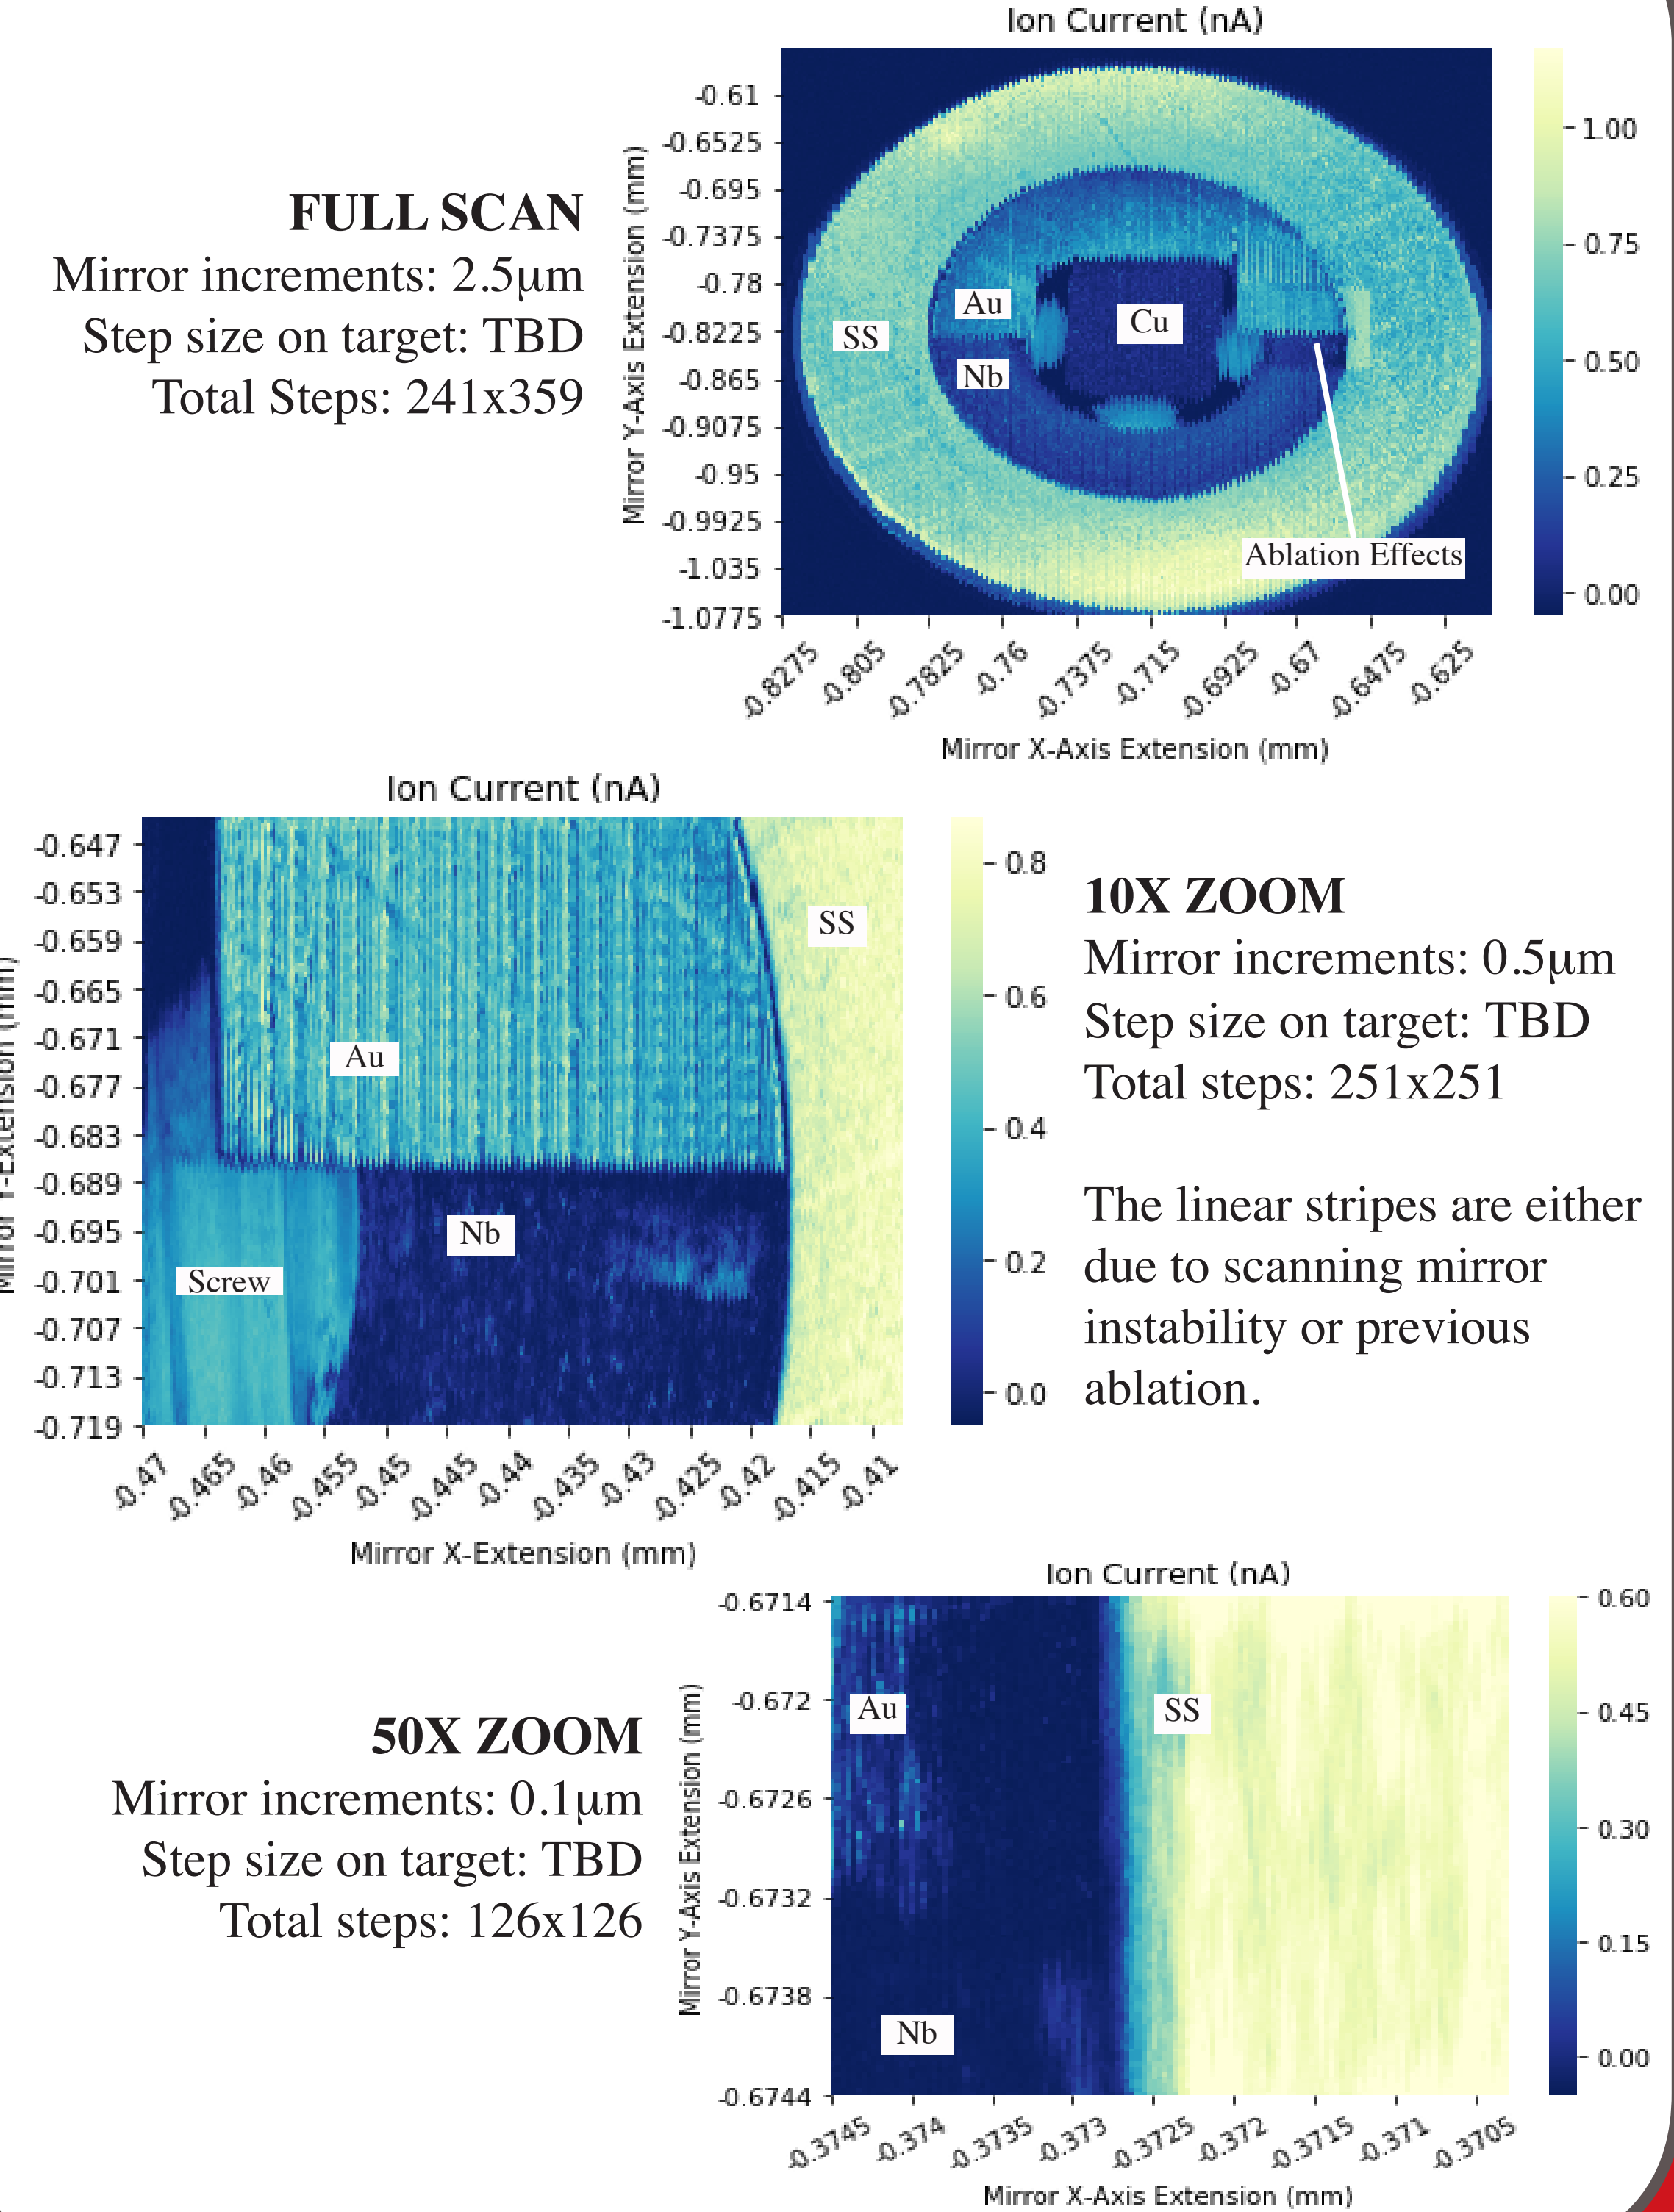 Ion Current (nA)
FULL SCAN
Mirror increments: 2.5μm
Step size on target: TBD
Total Steps: 241x359
Mirror Y-Axis Extension (mm)
-0.61
-0.6525
-0.695
-0.7375
-0.78
-0.8225
-0.865
-0.9075
-0.95
-0.9925
-1.035
-1.0775
Au
Cu
SS
Nb
Ablation Effects
1.00
0.75
0.50
0.25
0.00
-0.8275
-0.805
-0.7825
-0.76
-0.7375
-0.715
-0.6925
-0.67
-0.6475
-0.625
Mirror X-Axis Extension (mm)
Ion Current (nA)
Mirror Y-Extension (mm)
-0.647
-0.653
-0.659
-0.665
-0.671
-0.677
-0.683
-0.689
-0.695
-0.701
-0.707
-0.713
-0.719
SS
Au
Nb
Screw
0.8
0.6
0.4
0.2
0.0
-0.47
-0.465
-0.46
-0.455
-0.45
-0.445
-0.44
-0.435
-0.43
-0.425
-0.42
-0.415
-0.41
Mirror X-Extension (mm)
10X ZOOM
Mirror increments: 0.5μm
Step size on target: TBD
Total steps: 251x251
The linear stripes are either
due to scanning mirror
instability or previous
ablation.
Ion Current (nA)
50X ZOOM
Mirror increments: 0.1μm
Step size on target: TBD
Total steps: 126x126
Mirror Y-Axis Extension (mm)
-0.6714
-0.672
-0.6726
-0.6732
-0.6738
-0.6744
Au
SS
Nb
0.60
0.45
0.30
0.15
0.00
-0.3745
-0.374
-0.3735
-0.373
-0.3725
-0.372
-0.3715
-0.371
-0.3705
Mirror X-Axis Extension (mm)